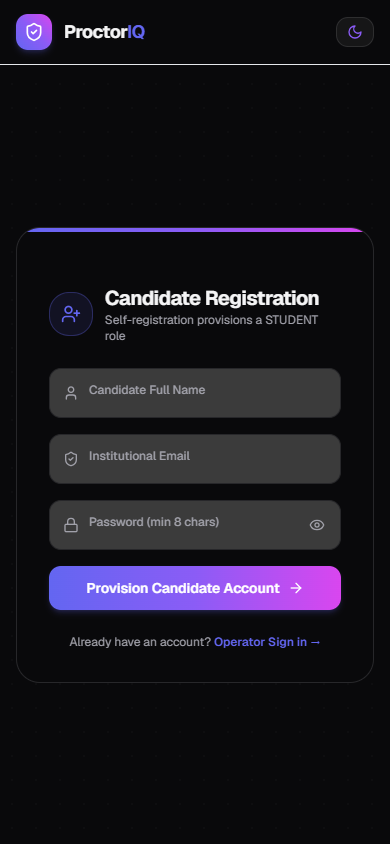 ProctorIQ
Candidate Registration
Self-registration provisions a STUDENT
role
Candidate Full Name
Institutional Email
Password (min 8 chars)
Provision Candidate Account →
Already have an account? Operator Sign in →